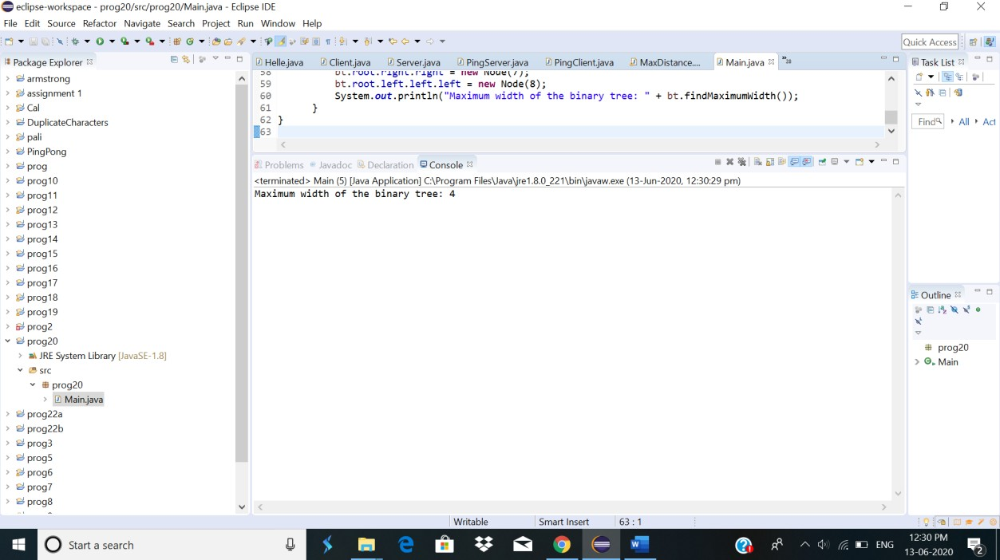 eclipse-workspace - prog20/src/prog20/Main.java - Eclipse IDE
File Edit Source Refactor Navigate Search Project Run Window Help
Quick Access
Package Explorer
armstrong
assignment 1
Cal
DuplicateCharacters
pali
PingPong
prog
prog10
prog11
prog12
prog13
prog14
prog15
prog16
prog17
prog18
prog19
prog2
prog20
JRE System Library [JavaSE-1.8]
src
prog20
Main.java
prog22a
prog22b
prog3
prog5
prog6
prog7
prog8
Helle.java Client.java Server.java PingServer.java PingClient.java MaxDistance.... Main.java »28
58 bt.root.right.right = new Node(7);
59 bt.root.left.left.left = new Node(8);
60 System.out.println("Maximum width of the binary tree: " + bt.findMaximumWidth());
61 }
62 }
63
Problems Javadoc Declaration Console
<terminated> Main (5) [Java Application] C:\Program Files\Java\jre1.8.0_221\bin\javaw.exe (13-Jun-2020, 12:30:29 pm)
Maximum width of the binary tree: 4
Task List
Find All Act
Outline
prog20
Main
Writable Smart Insert 63 : 1
Start a search
ENG
12:30 PM
13-06-2020
2